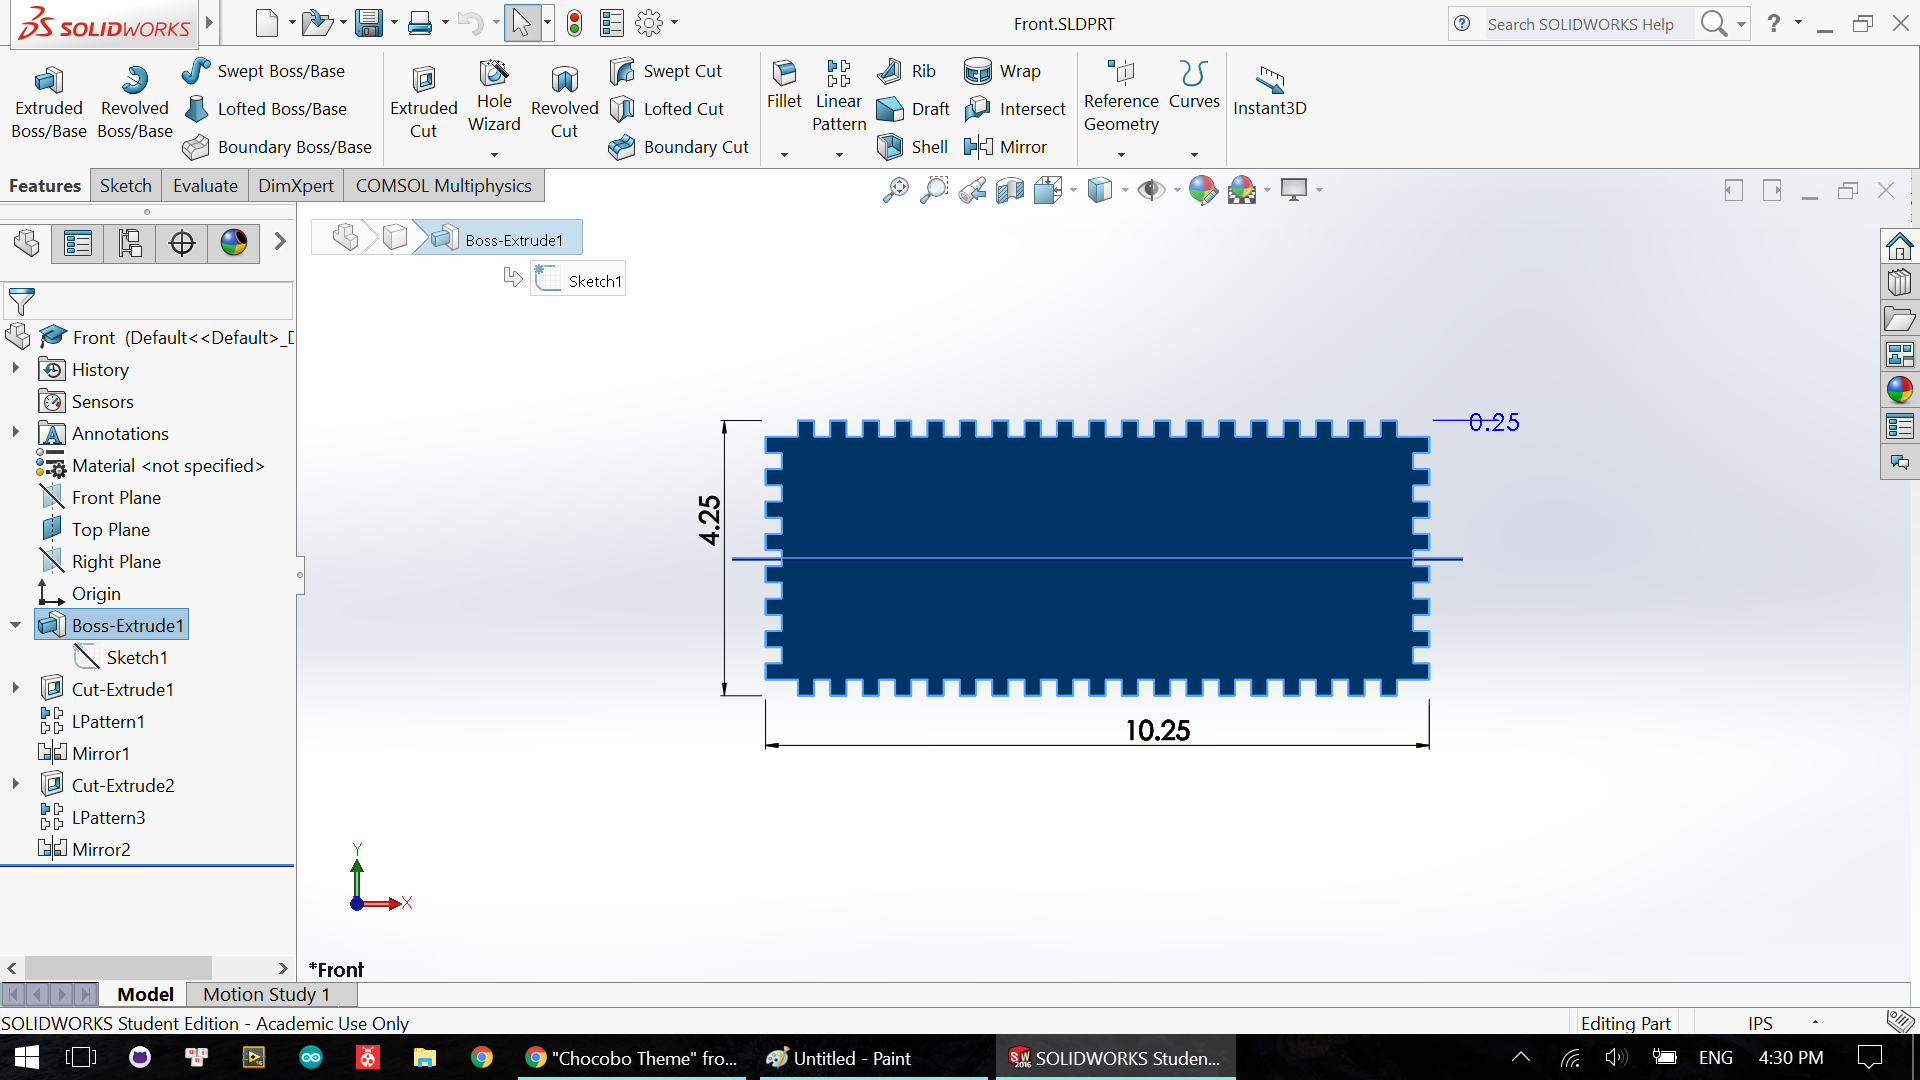 SOLIDWORKS
Front.SLDPRT
Search SOLIDWORKS Help
Extruded Boss/Base
Revolved Boss/Base
Swept Boss/Base
Lofted Boss/Base
Boundary Boss/Base
Extruded Cut
Hole Wizard
Revolved Cut
Swept Cut
Lofted Cut
Boundary Cut
Fillet
Linear Pattern
Rib
Draft
Shell
Wrap
Intersect
Mirror
Reference Geometry
Curves
Instant3D
Features
Sketch
Evaluate
DimXpert
COMSOL Multiphysics
Boss-Extrude1
Sketch1
Front (Default<<Default>_D
History
Sensors
Annotations
Material <not specified>
Front Plane
Top Plane
Right Plane
Origin
Boss-Extrude1
Sketch1
Cut-Extrude1
LPattern1
Mirror1
Cut-Extrude2
LPattern3
Mirror2
0.25
4.25
10.25
Y
X
*Front
Model
Motion Study 1
SOLIDWORKS Student Edition - Academic Use Only
Editing Part
IPS
"Chocobo Theme" fro...
Untitled - Paint
SW 2016
SOLIDWORKS Studen...
ENG
4:30 PM